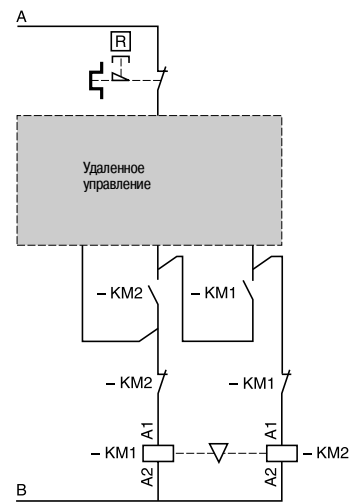 A
R
Удаленное
управление
– KM2
– KM1
– KM2
– KM1
A1
A1
– KM1
– KM2
A2
A2
B